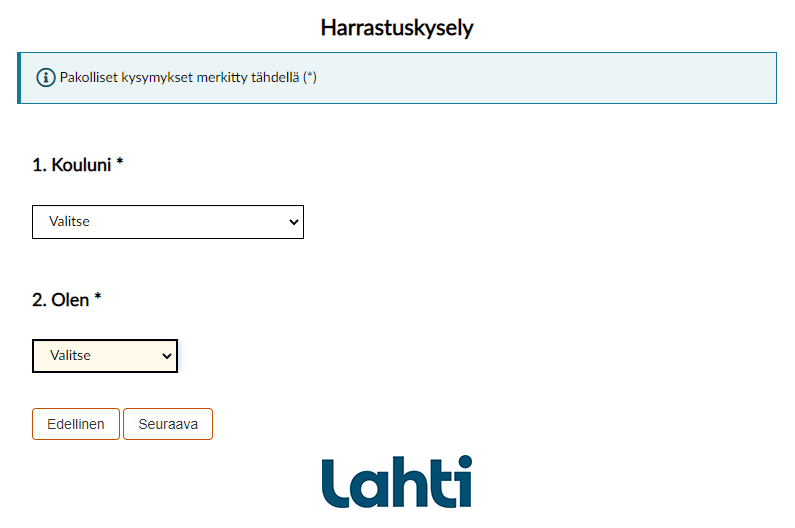 Harrastuskysely
Pakolliset kysymykset merkitty tähdellä (*)
1. Kouluni *
Valitse
2. Olen *
Valitse
Edellinen Seuraava
Lahti